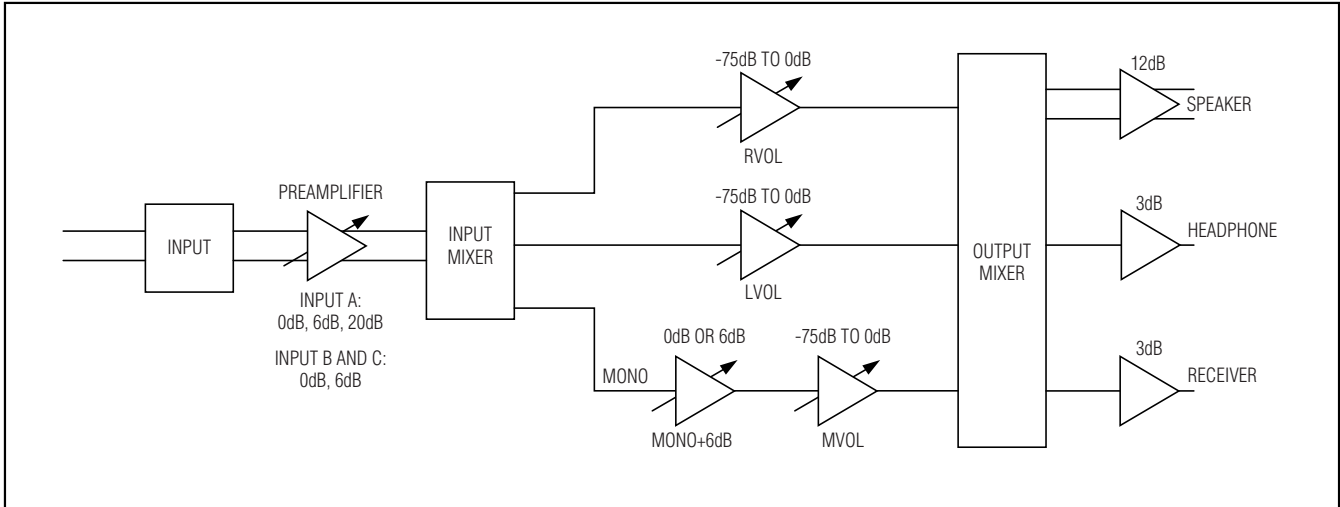 -75dB TO 0dB
RVOL
12dB
SPEAKER
PREAMPLIFIER
INPUT
INPUT A:
0dB, 6dB, 20dB
INPUT B AND C:
0dB, 6dB
INPUT
MIXER
-75dB TO 0dB
LVOL
OUTPUT
MIXER
3dB
HEADPHONE
MONO
0dB OR 6dB
MONO+6dB
-75dB TO 0dB
MVOL
3dB
RECEIVER